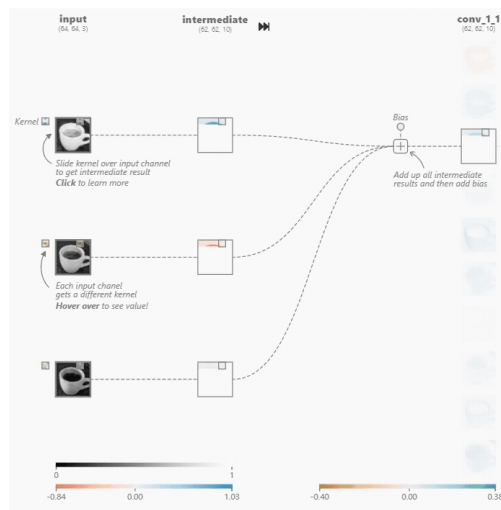 input
(64, 64, 3)
intermediate
(62, 62, 10)
conv_1_1
(62, 62, 10)
Kernel
Slide kernel over input channel
to get intermediate result
Click to learn more
Bias
Add up all intermediate
results and then add bias
Each input chanel
gets a different kernel
Hover over to see value!
0
1
-0.84
0.00
1.03
-0.40
0.00
0.38